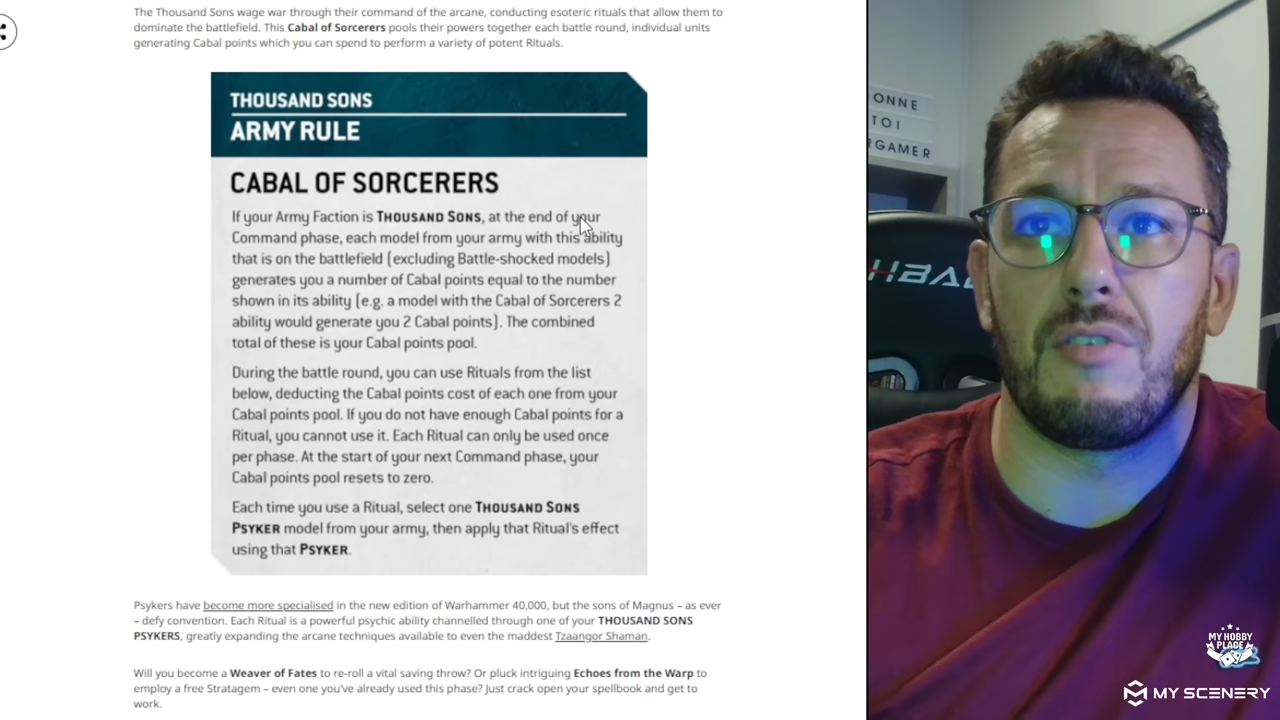 The Thousand Sons wage war through their command of the arcane, conducting esoteric rituals that allow them to
dominate the battlefield. This Cabal of Sorcerers pools their powers together each battle round, individual units
generating Cabal points which you can spend to perform a variety of potent Rituals.
THOUSAND SONS
ARMY RULE
CABAL OF SORCERERS
If your Army Faction is THOUSAND SONS, at the end of your
Command phase, each model from your army with this ability
that is on the battlefield (excluding Battle-shocked models)
generates you a number of Cabal points equal to the number
shown in its ability (e.g. a model with the Cabal of Sorcerers 2
ability would generate you 2 Cabal points). The combined
total of these is your Cabal points pool.
During the battle round, you can use Rituals from the list
below, deducting the Cabal points cost of each one from your
Cabal points pool. If you do not have enough Cabal points for a
Ritual, you cannot use it. Each Ritual can only be used once
per phase. At the start of your next Command phase, your
Cabal points pool resets to zero.
Each time you use a Ritual, select one THOUSAND SONS
PSYKER model from your army, then apply that Ritual's effect
using that PSYKER.
Psykers have become more specialised in the new edition of Warhammer 40,000, but the sons of Magnus – as ever
– defy convention. Each Ritual is a powerful psychic ability channelled through one of your THOUSAND SONS
PSYKERS, greatly expanding the arcane techniques available to even the maddest Tzaangor Shaman.
Will you become a Weaver of Fates to re-roll a vital saving throw? Or pluck intriguing Echoes from the Warp to
employ a free Stratagem – even one you've already used this phase? Just crack open your spellbook and get to
work.
ONNE
TOI
RGAMER
MY HOBBY
PLACE
MY SCENERY